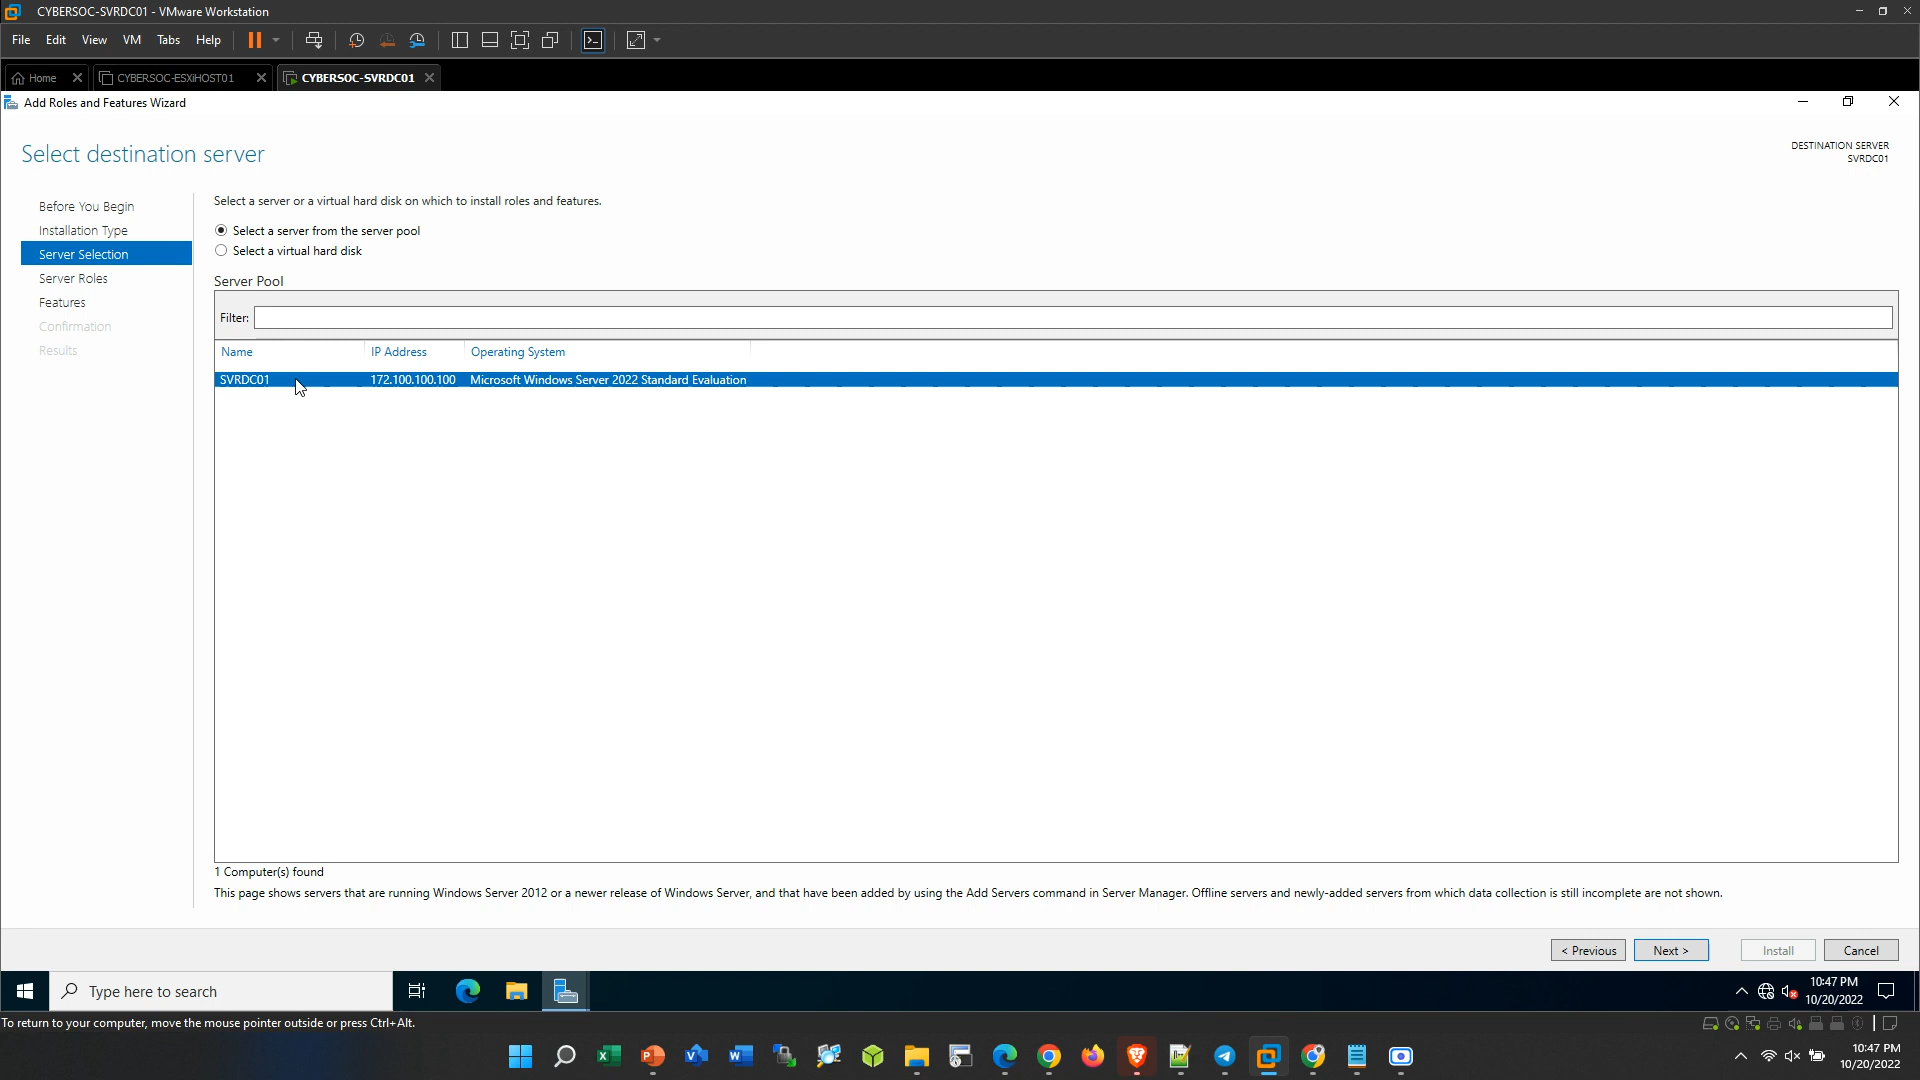 CYBERSOC-SVRDC01 - VMware Workstation
File Edit View VM Tabs Help
Home CYBERSOC-ESXiHOST01 CYBERSOC-SVRDC01
Add Roles and Features Wizard
Select destination server
DESTINATION SERVER
SVRDC01
Before You Begin
Installation Type
Server Selection
Server Roles
Features
Confirmation
Results
Select a server or a virtual hard disk on which to install roles and features.
Select a server from the server pool
Select a virtual hard disk
Server Pool
Filter:
Name IP Address Operating System
SVRDC01 172.100.100.100 Microsoft Windows Server 2022 Standard Evaluation
1 Computer(s) found
This page shows servers that are running Windows Server 2012 or a newer release of Windows Server, and that have been added by using the Add Servers command in Server Manager. Offline servers and newly-added servers from which data collection is still incomplete are not shown.
< Previous Next > Install Cancel
Type here to search
10:47 PM
10/20/2022
To return to your computer, move the mouse pointer outside or press Ctrl+Alt.
10:47 PM
10/20/2022